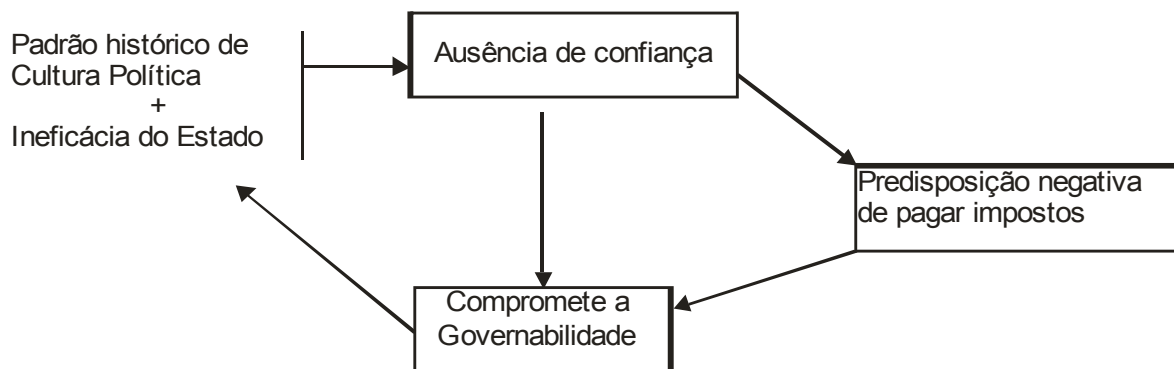 Padrão histórico de
Cultura Política
+
Ineficácia do Estado
Ausência de confiança
Predisposição negativa
de pagar impostos
Compromete a
Governabilidade